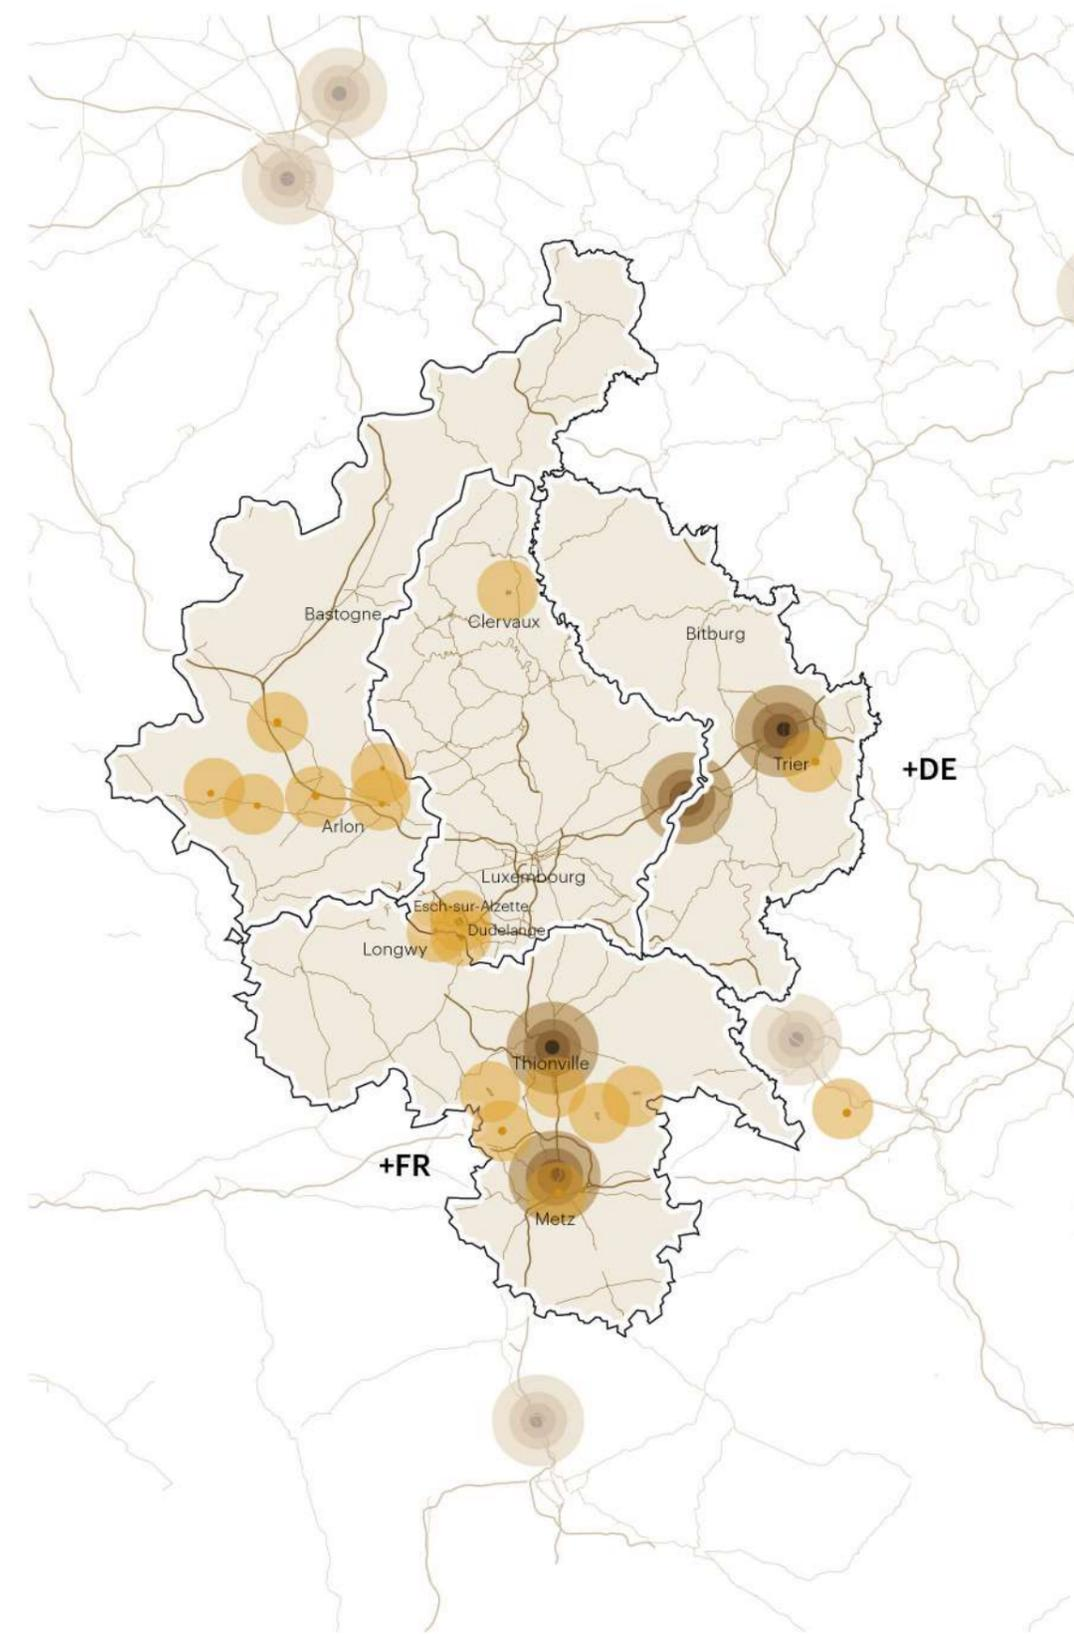 Bastogne
Clervaux
Bitburg
Trier
+DE
Arlon
Luxembourg
Esch-sur-Alzette
Dudelange
Longwy
Thionville
+FR
Metz